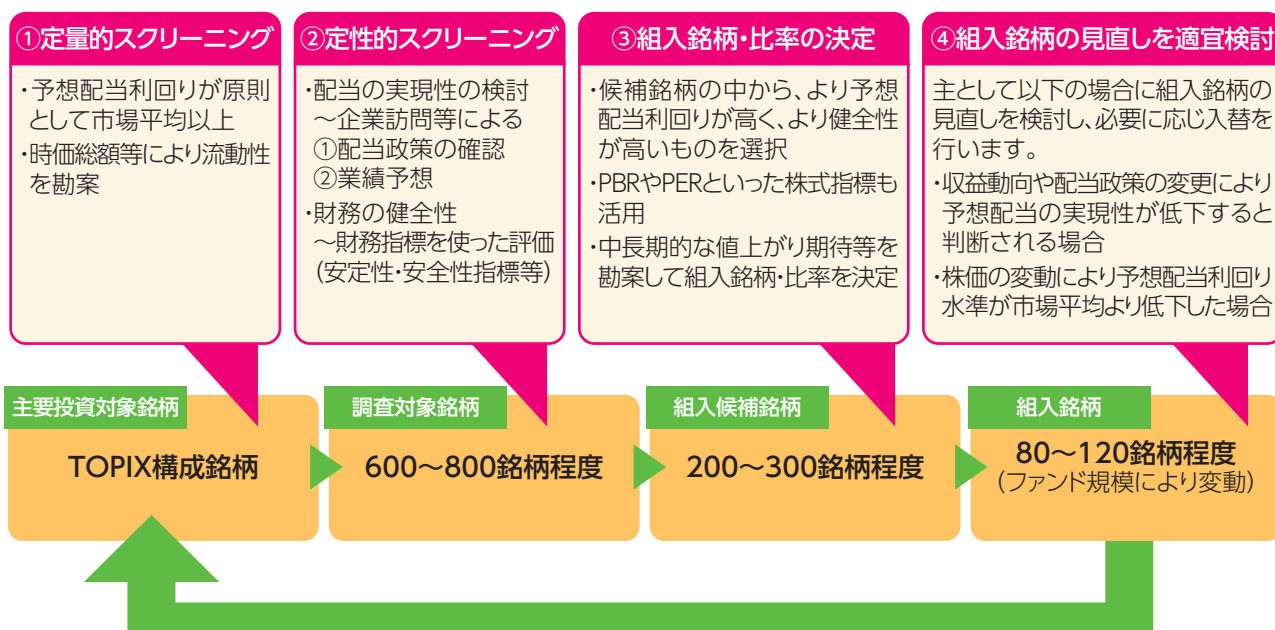 ①定量的スクリーニング
・予想配当利回りが原則
として市場平均以上
・時価総額等により流動性
を勘案
②定性的スクリーニング
・配当の実現性の検討
～企業訪問等による
①配当政策の確認
②業績予想
・財務の健全性
～財務指標を使った評価
(安定性・安全性指標等)
③組入銘柄・比率の決定
・候補銘柄の中から、より予想
配当利回りが高く、より健全性
が高いものを選択
・PBRやPERといった株式指標も
活用
・中長期的な値上がり期待等を
勘案して組入銘柄・比率を決定
④組入銘柄の見直しを適宜検討
主として以下の場合に組入銘柄の
見直しを検討し、必要に応じ入替を
行います。
・収益動向や配当政策の変更により
予想配当の実現性が低下すると
判断される場合
・株価の変動により予想配当利回り
水準が市場平均より低下した場合
主要投資対象銘柄
TOPIX構成銘柄
調査対象銘柄
600～800銘柄程度
組入候補銘柄
200～300銘柄程度
組入銘柄
80～120銘柄程度
(ファンド規模により変動)